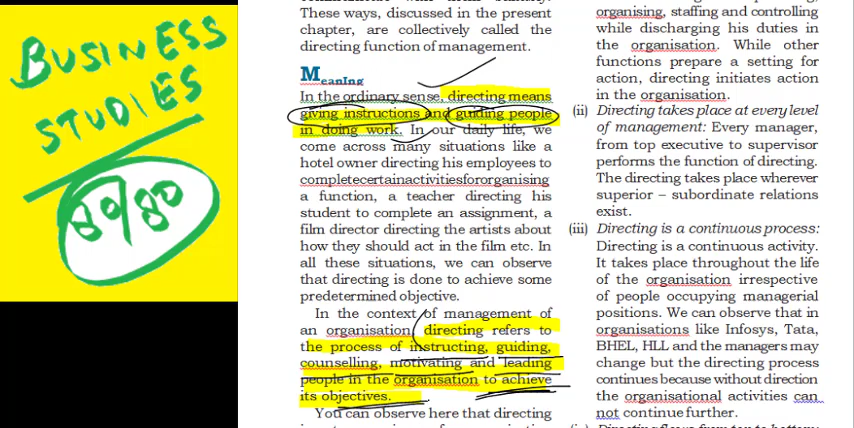 BUSINESS
STUDIES
80/80
These ways, discussed in the present
chapter, are collectively called the
directing function of management.
Meaning
In the ordinary sense, directing means
giving instructions and guiding people
in doing work. In our daily life, we
come across many situations like a
hotel owner directing his employees to
completecertainactivitiesfororganising
a function, a teacher directing his
student to complete an assignment, a
film director directing the artists about
how they should act in the film etc. In
all these situations, we can observe
that directing is done to achieve some
predetermined objective.
In the context of management of
an organisation, directing refers to
the process of instructing, guiding,
counselling, motivating and leading
people in the organisation to achieve
its objectives.
You can observe here that directing
organising, staffing and controlling
while discharging his duties in
the organisation. While other
functions prepare a setting for
action, directing initiates action
in the organisation.
(ii) Directing takes place at every level
of management: Every manager,
from top executive to supervisor
performs the function of directing.
The directing takes place wherever
superior – subordinate relations
exist.
(iii) Directing is a continuous process:
Directing is a continuous activity.
It takes place throughout the life
of the organisation irrespective
of people occupying managerial
positions. We can observe that in
organisations like Infosys, Tata,
BHEL, HLL and the managers may
change but the directing process
continues because without direction
the organisational activities can
not continue further.